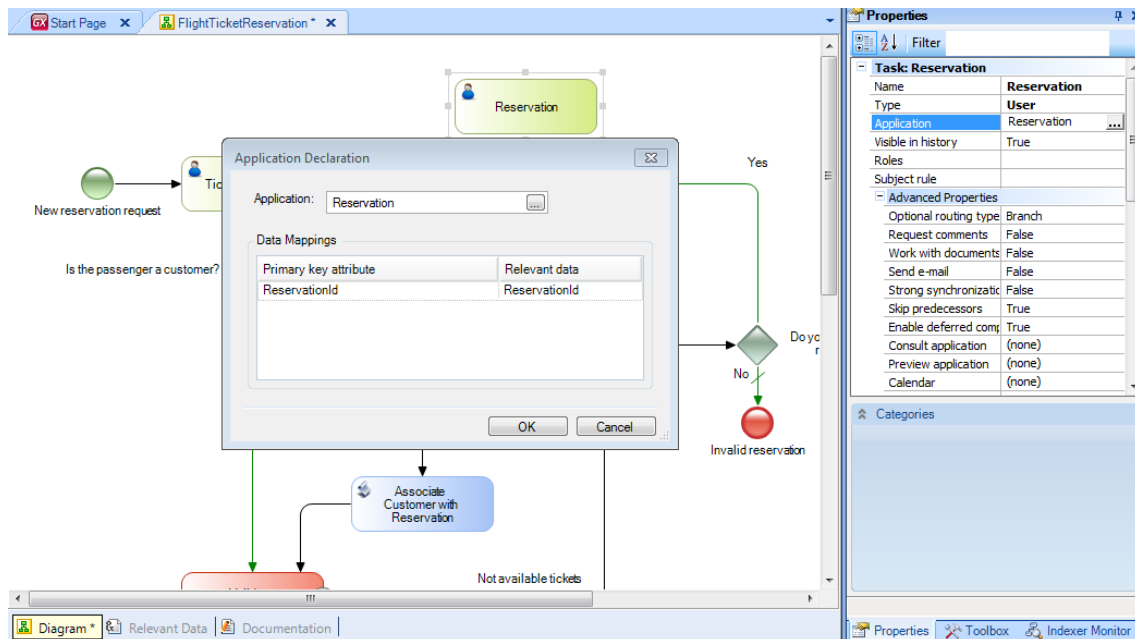 GX Start Page
FlightTicketReservation *
Properties
Filter
Task: Reservation
Name Reservation
Type User
Application Reservation ...
Visible in history True
Roles
Subject rule
Advanced Properties
Optional routing type Branch
Request comments False
Work with documents False
Send e-mail False
Strong synchronizatic False
Skip predecessors True
Enable deferred comp True
Consult application (none)
Preview application (none)
Calendar (none)
Categories
Reservation
Yes
New reservation request
Is the passenger a customer?
Application Declaration
Application: Reservation ...
Data Mappings
Primary key attribute Relevant data
ReservationId ReservationId
OK Cancel
No
Invalid reservation
Associate
Customer with
Reservation
Not available tickets
Diagram * Relevant Data Documentation
Properties Toolbox Indexer Monitor